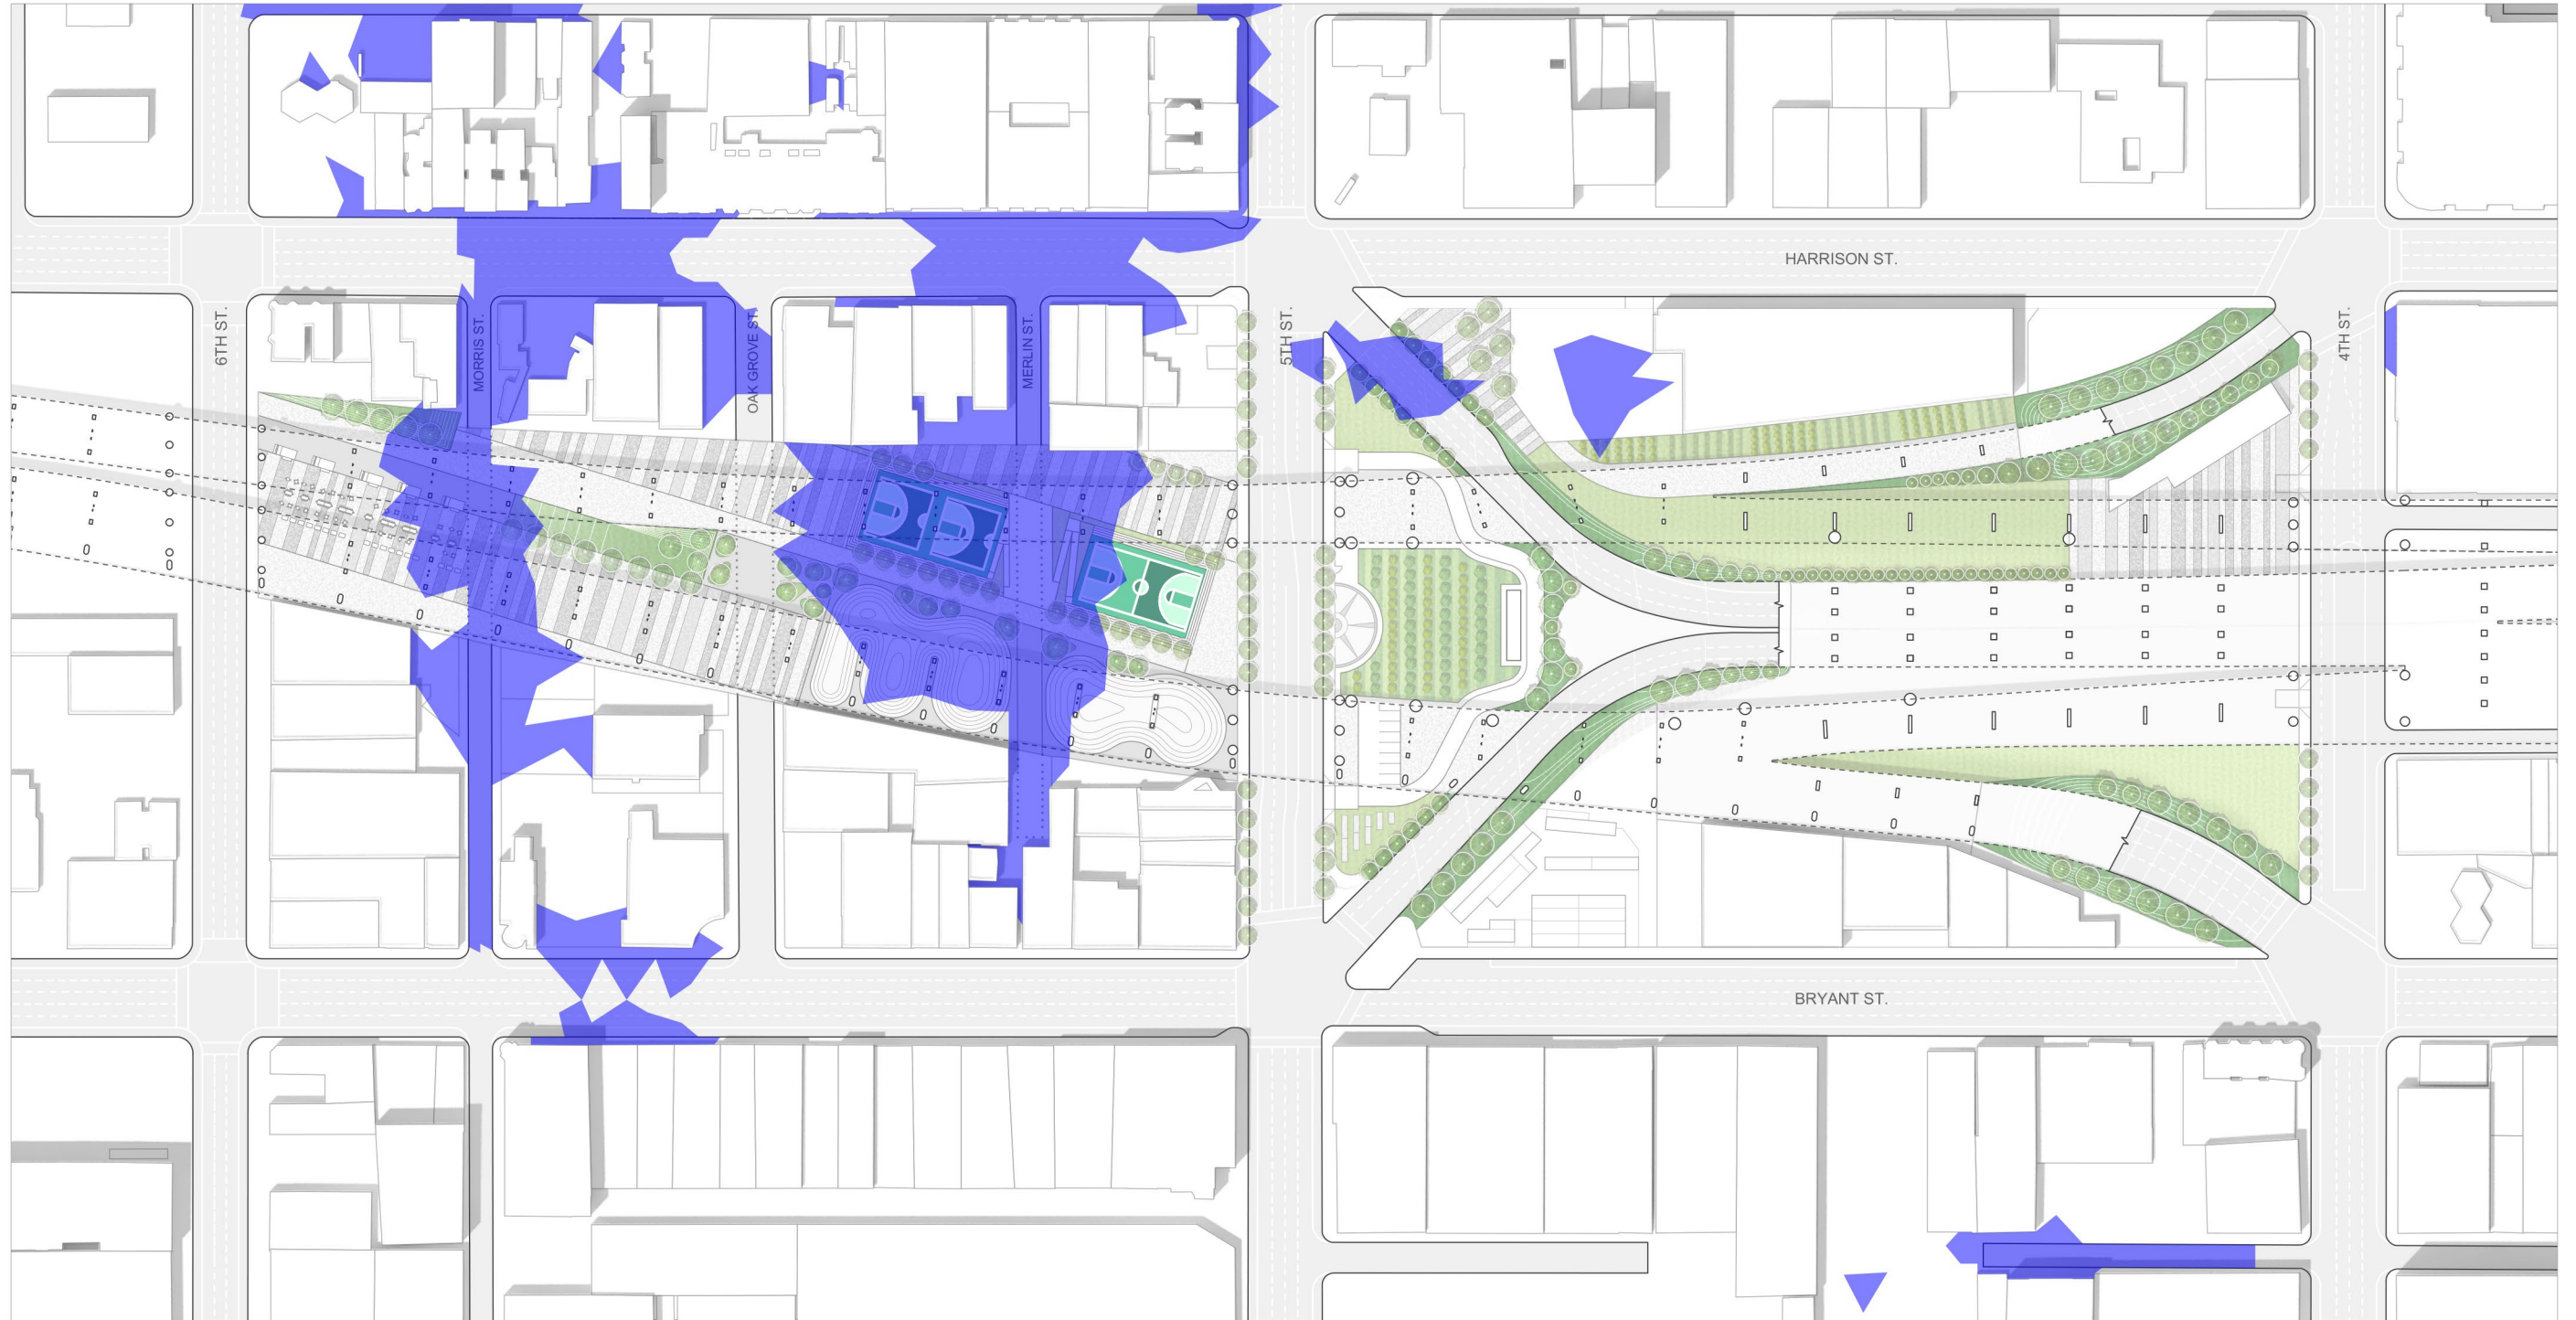 HARRISON ST.
6TH ST.
MORRIS ST.
OAK GROVE ST.
MERLIN ST.
5TH ST.
4TH ST.
BRYANT ST.